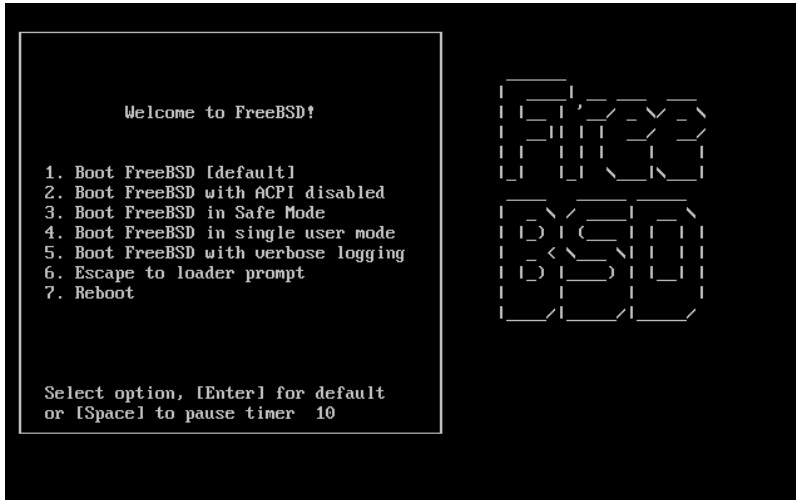 Welcome to FreeBSD!
1. Boot FreeBSD [default]
2. Boot FreeBSD with ACPI disabled
3. Boot FreeBSD in Safe Mode
4. Boot FreeBSD in single user mode
5. Boot FreeBSD with verbose logging
6. Escape to loader prompt
7. Reboot
Select option, [Enter] for default
or [Space] to pause timer  10
Free
BSD